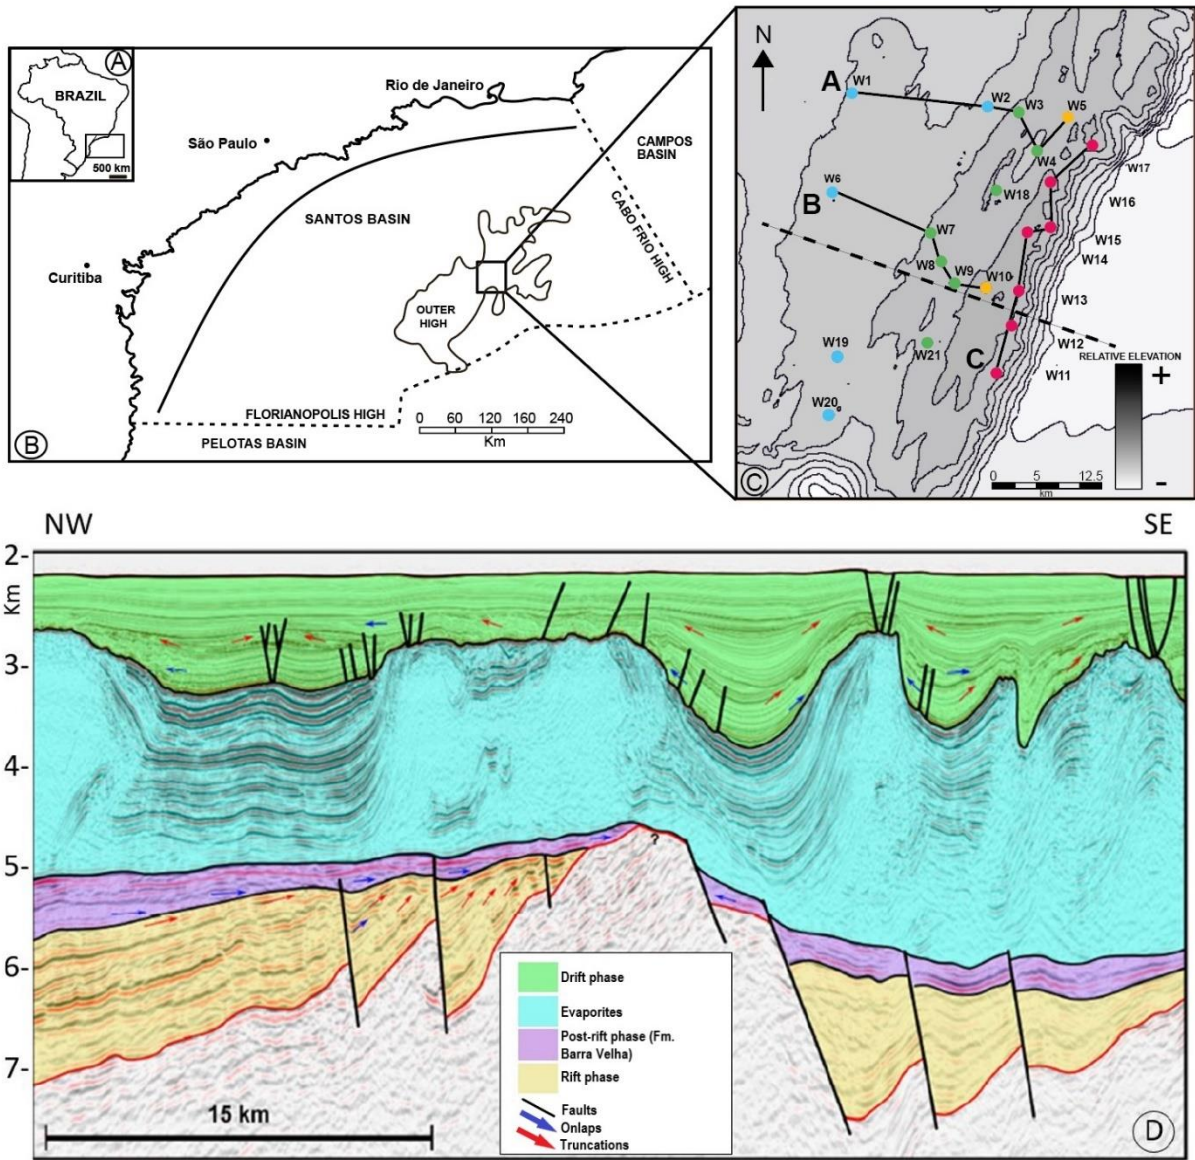 A
BRAZIL
500 km
Rio de Janeiro
São Paulo
CAMPOS
BASIN
SANTOS BASIN
CABO FRIO HIGH
Curitiba
OUTER
HIGH
FLORIANOPOLIS HIGH
0 60 120 180 240
Km
PELOTAS BASIN
B
N
A
W1
W2
W3
W5
W4
W17
W6
W18
W16
B
W7
W15
W8
W14
W9
W10
W13
W19
W21
W12
C
RELATIVE ELEVATION
W11
+
W20
-
0 5 12.5
km
C
NW
SE
2-
Km
3-
4-
5-
?
6-
7-
Drift phase
Evaporites
Post-rift phase (Fm.
Barra Velha)
Rift phase
Faults
Onlaps
Truncations
15 km
D